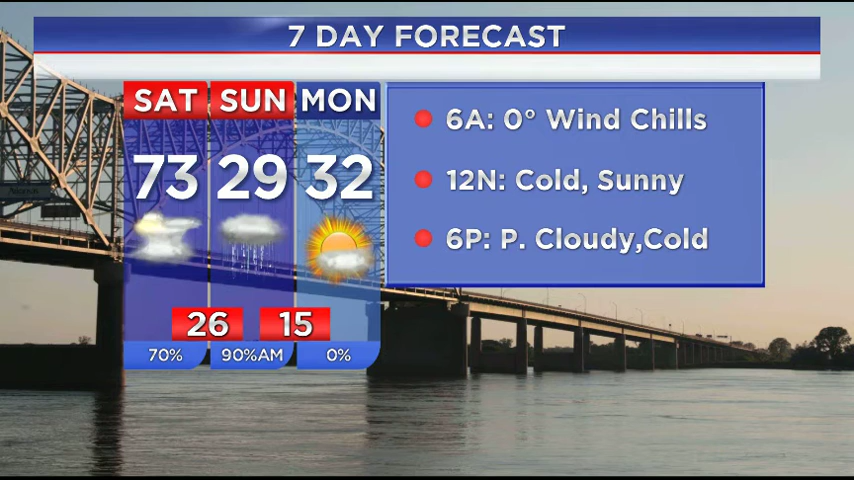 7 DAY FORECAST
SAT SUN MON
73 29 32
26 15
70% 90%AM 0%
6A: 0° Wind Chills
12N: Cold, Sunny
6P: P. Cloudy,Cold